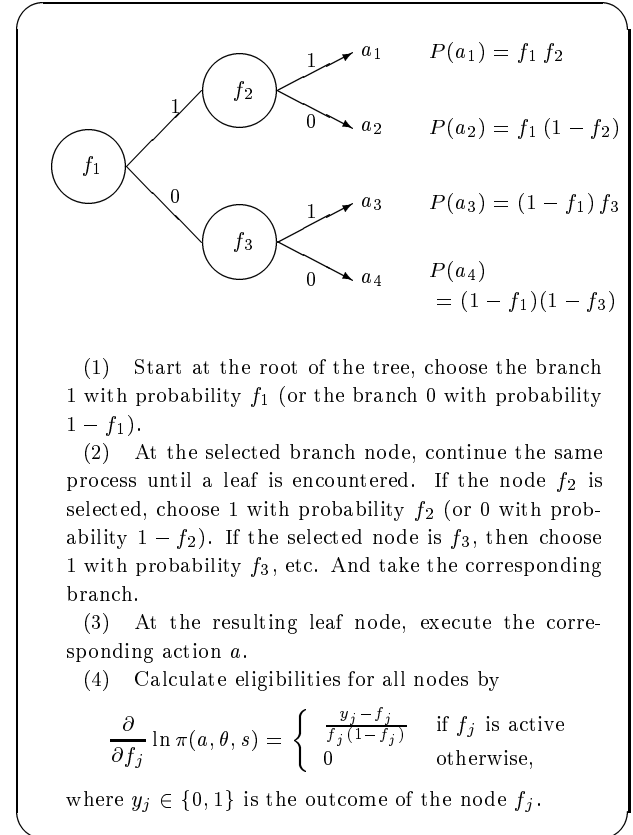 1 a₁ P(a₁) = f₁ f₂
f₂
1 0 a₂ P(a₂) = f₁ (1 − f₂)
f₁
0 1 a₃ P(a₃) = (1 − f₁) f₃
f₃
0 a₄ P(a₄)
= (1 − f₁)(1 − f₃)
(1) Start at the root of the tree, choose the branch
1 with probability f₁ (or the branch 0 with probability
1 − f₁).
(2) At the selected branch node, continue the same
process until a leaf is encountered. If the node f₂ is
selected, choose 1 with probability f₂ (or 0 with prob-
ability 1 − f₂). If the selected node is f₃, then choose
1 with probability f₃, etc. And take the corresponding
branch.
(3) At the resulting leaf node, execute the corre-
sponding action a.
(4) Calculate eligibilities for all nodes by
∂/∂fⱼ ln π(a, θ, s) = { (yⱼ − fⱼ)/(fⱼ(1−fⱼ)) if fⱼ is active
0 otherwise,
where yⱼ ∈ {0, 1} is the outcome of the node fⱼ.